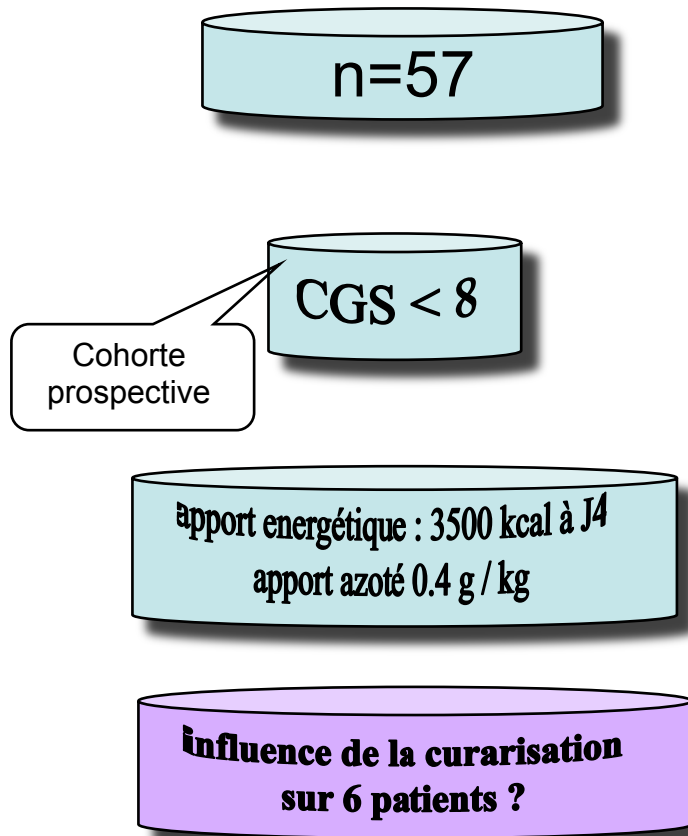 n=57
CGS < 8
Cohorte
prospective
apport energétique : 3500 kcal à J4
apport azoté 0.4 g / kg
influence de la curarisation
sur 6 patients ?